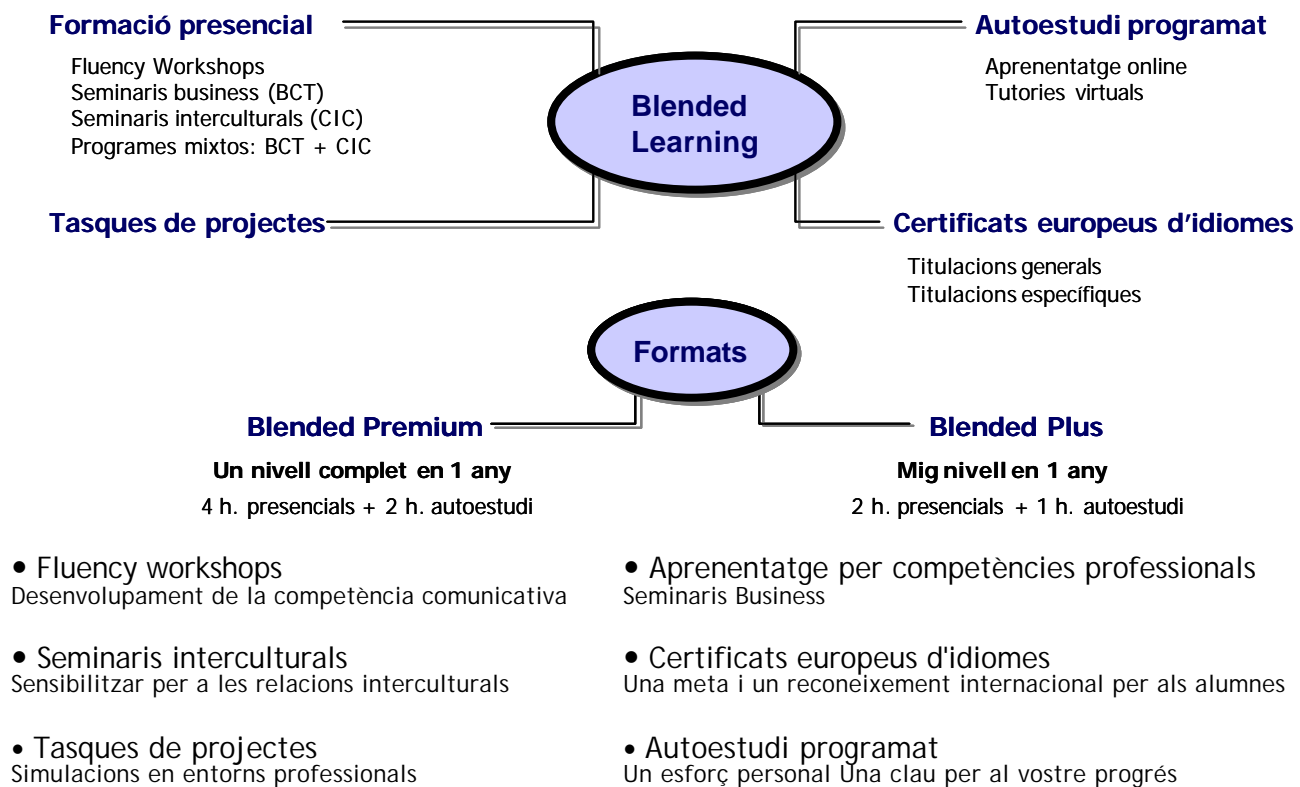 Formació presencial
Fluency Workshops
Seminaris business (BCT)
Seminaris interculturals (CIC)
Programes mixtos: BCT + CIC
Autoestudi programat
Aprenentatge online
Tutories virtuals
Blended
Learning
Tasques de projectes
Certificats europeus d'idiomes
Titulacions generals
Titulacions específiques
Formats
Blended Premium
Un nivell complet en 1 any
4 h. presencials + 2 h. autoestudi
Blended Plus
Mig nivell en 1 any
2 h. presencials + 1 h. autoestudi
• Fluency workshops
Desenvolupament de la competència comunicativa
• Aprenentatge per competències professionals
Seminaris Business
• Seminaris interculturals
Sensibilitzar per a les relacions interculturals
• Certificats europeus d'idiomes
Una meta i un reconeixement internacional per als alumnes
• Tasques de projectes
Simulacions en entorns professionals
• Autoestudi programat
Un esforç personal Una clau per al vostre progrés